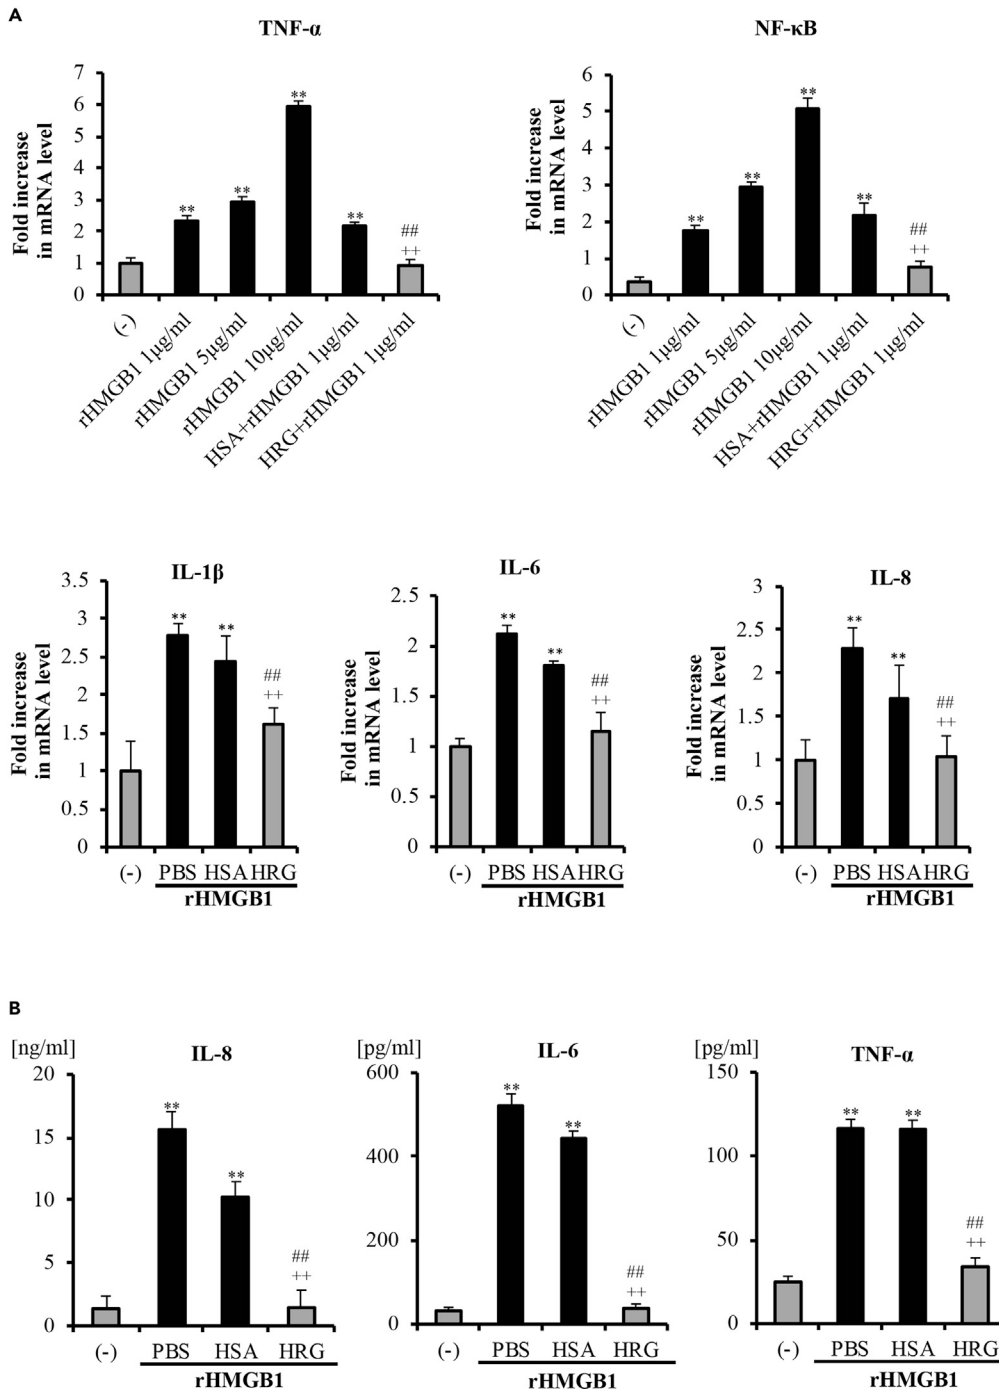 A
TNF-α
Fold increase
in mRNA level
7
6
5
4
3
2
1
0
**
**
**
**
##
++
(-)
rHMGB1 1μg/ml
rHMGB1 5μg/ml
rHMGB1 10μg/ml
HSA+rHMGB1 1μg/ml
HRG+rHMGB1 1μg/ml
NF-κB
Fold increase
in mRNA level
6
5
4
3
2
1
0
**
**
**
**
##
++
(-)
rHMGB1 1μg/ml
rHMGB1 5μg/ml
rHMGB1 10μg/ml
HSA+rHMGB1 1μg/ml
HRG+rHMGB1 1μg/ml
IL-1β
Fold increase
in mRNA level
3.5
3
2.5
2
1.5
1
0.5
0
**
**
##
++
(-) PBS HSA HRG
rHMGB1
IL-6
Fold increase
in mRNA level
2.5
2
1.5
1
0.5
0
**
**
##
++
(-) PBS HSA HRG
rHMGB1
IL-8
Fold increase
in mRNA level
3
2.5
2
1.5
1
0.5
0
**
**
##
++
(-) PBS HSA HRG
rHMGB1
B
[ng/ml]
IL-8
20
15
10
5
0
**
**
##
++
(-) PBS HSA HRG
rHMGB1
[pg/ml]
IL-6
600
400
200
0
**
**
##
++
(-) PBS HSA HRG
rHMGB1
[pg/ml]
TNF-α
150
100
50
0
**
**
##
++
(-) PBS HSA HRG
rHMGB1